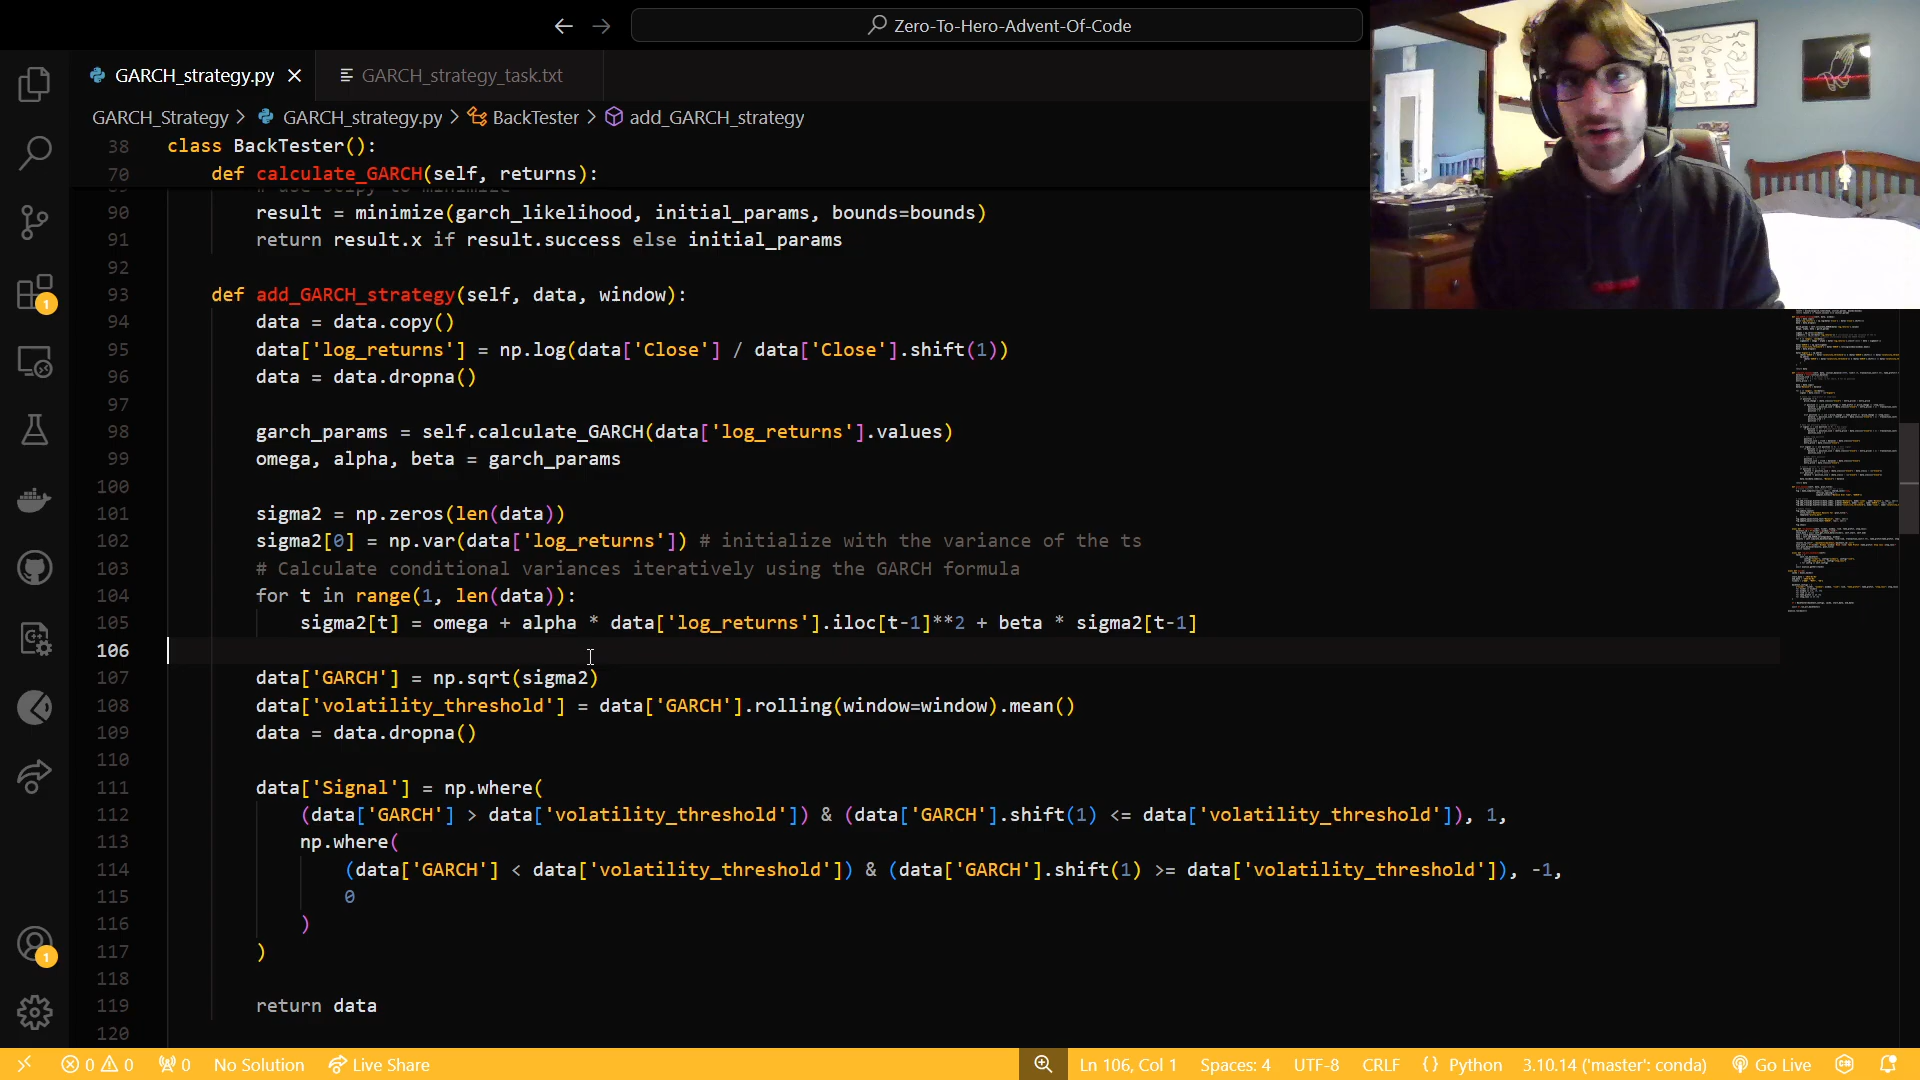 Zero-To-Hero-Advent-Of-Code
GARCH_strategy.py
GARCH_strategy_task.txt
GARCH_Strategy > GARCH_strategy.py > BackTester > add_GARCH_strategy
38 class BackTester():
70 def calculate_GARCH(self, returns):
90 result = minimize(garch_likelihood, initial_params, bounds=bounds)
91 return result.x if result.success else initial_params
92
93 def add_GARCH_strategy(self, data, window):
94 data = data.copy()
95 data['log_returns'] = np.log(data['Close'] / data['Close'].shift(1))
96 data = data.dropna()
97
98 garch_params = self.calculate_GARCH(data['log_returns'].values)
99 omega, alpha, beta = garch_params
100
101 sigma2 = np.zeros(len(data))
102 sigma2[0] = np.var(data['log_returns']) # initialize with the variance of the ts
103 # Calculate conditional variances iteratively using the GARCH formula
104 for t in range(1, len(data)):
105 sigma2[t] = omega + alpha * data['log_returns'].iloc[t-1]**2 + beta * sigma2[t-1]
106
107 data['GARCH'] = np.sqrt(sigma2)
108 data['volatility_threshold'] = data['GARCH'].rolling(window=window).mean()
109 data = data.dropna()
110
111 data['Signal'] = np.where(
112 (data['GARCH'] > data['volatility_threshold']) & (data['GARCH'].shift(1) <= data['volatility_threshold']), 1,
113 np.where(
114 (data['GARCH'] < data['volatility_threshold']) & (data['GARCH'].shift(1) >= data['volatility_threshold']), -1,
115 0
116 )
117 )
118
119 return data
120
1
1
0 0 0 No Solution Live Share Ln 106, Col 1 Spaces: 4 UTF-8 CRLF {} Python 3.10.14 ('master': conda) Go Live